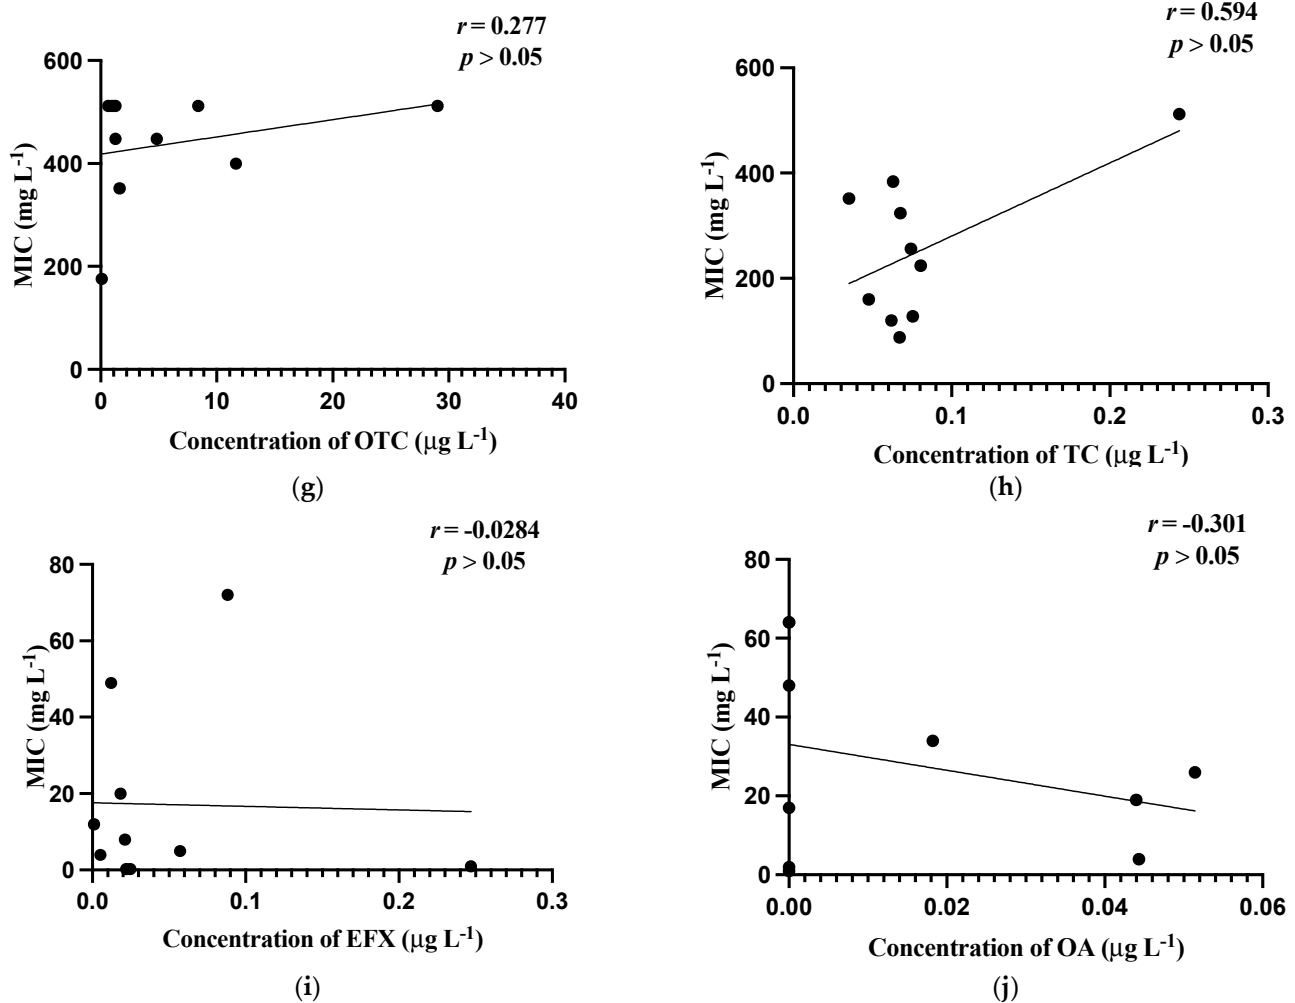 r = 0.277
p > 0.05
600
400
200
0
MIC (mg L-1)
0 10 20 30 40
Concentration of OTC (μg L-1)
(g)
r = 0.594
p > 0.05
600
400
200
0
MIC (mg L-1)
0.0 0.1 0.2 0.3
Concentration of TC (μg L-1)
(h)
r = -0.0284
p > 0.05
80
60
40
20
0
MIC (mg L-1)
0.0 0.1 0.2 0.3
Concentration of EFX (μg L-1)
(i)
r = -0.301
p > 0.05
80
60
40
20
0
MIC (mg L-1)
0.00 0.02 0.04 0.06
Concentration of OA (μg L-1)
(j)